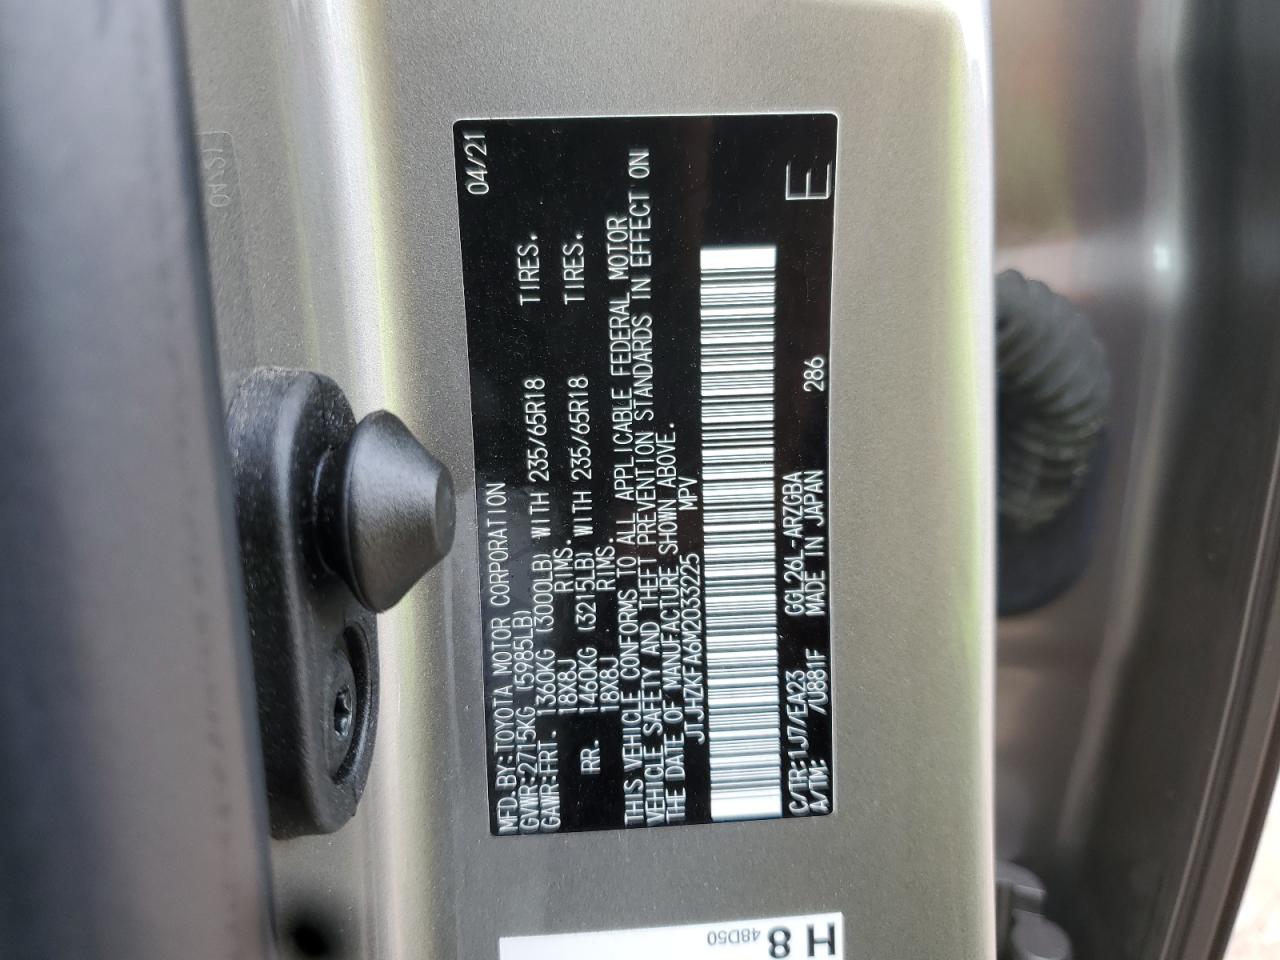 MFD.BY:TOYOTA MOTOR CORPORATION 04/21
GVWR:2715KG (5985LB)
GAWR:FRT. 1360KG (3000LB) WITH 235/65R18 TIRES.
18X8J RIMS.
RR. 1460KG (3215LB) WITH 235/65R18 TIRES.
18X8J RIMS.
THIS VEHICLE CONFORMS TO ALL APPLICABLE FEDERAL MOTOR
VEHICLE SAFETY AND THEFT PREVENTION STANDARDS IN EFFECT ON
THE DATE OF MANUFACTURE SHOWN ABOVE.
JTJHZKFA6M2033225 MPV
C/TR:1J7/EA23 GGL26L-ARZGBA
A/TM: 7U881F MADE IN JAPAN 286
E
H 8
48D50